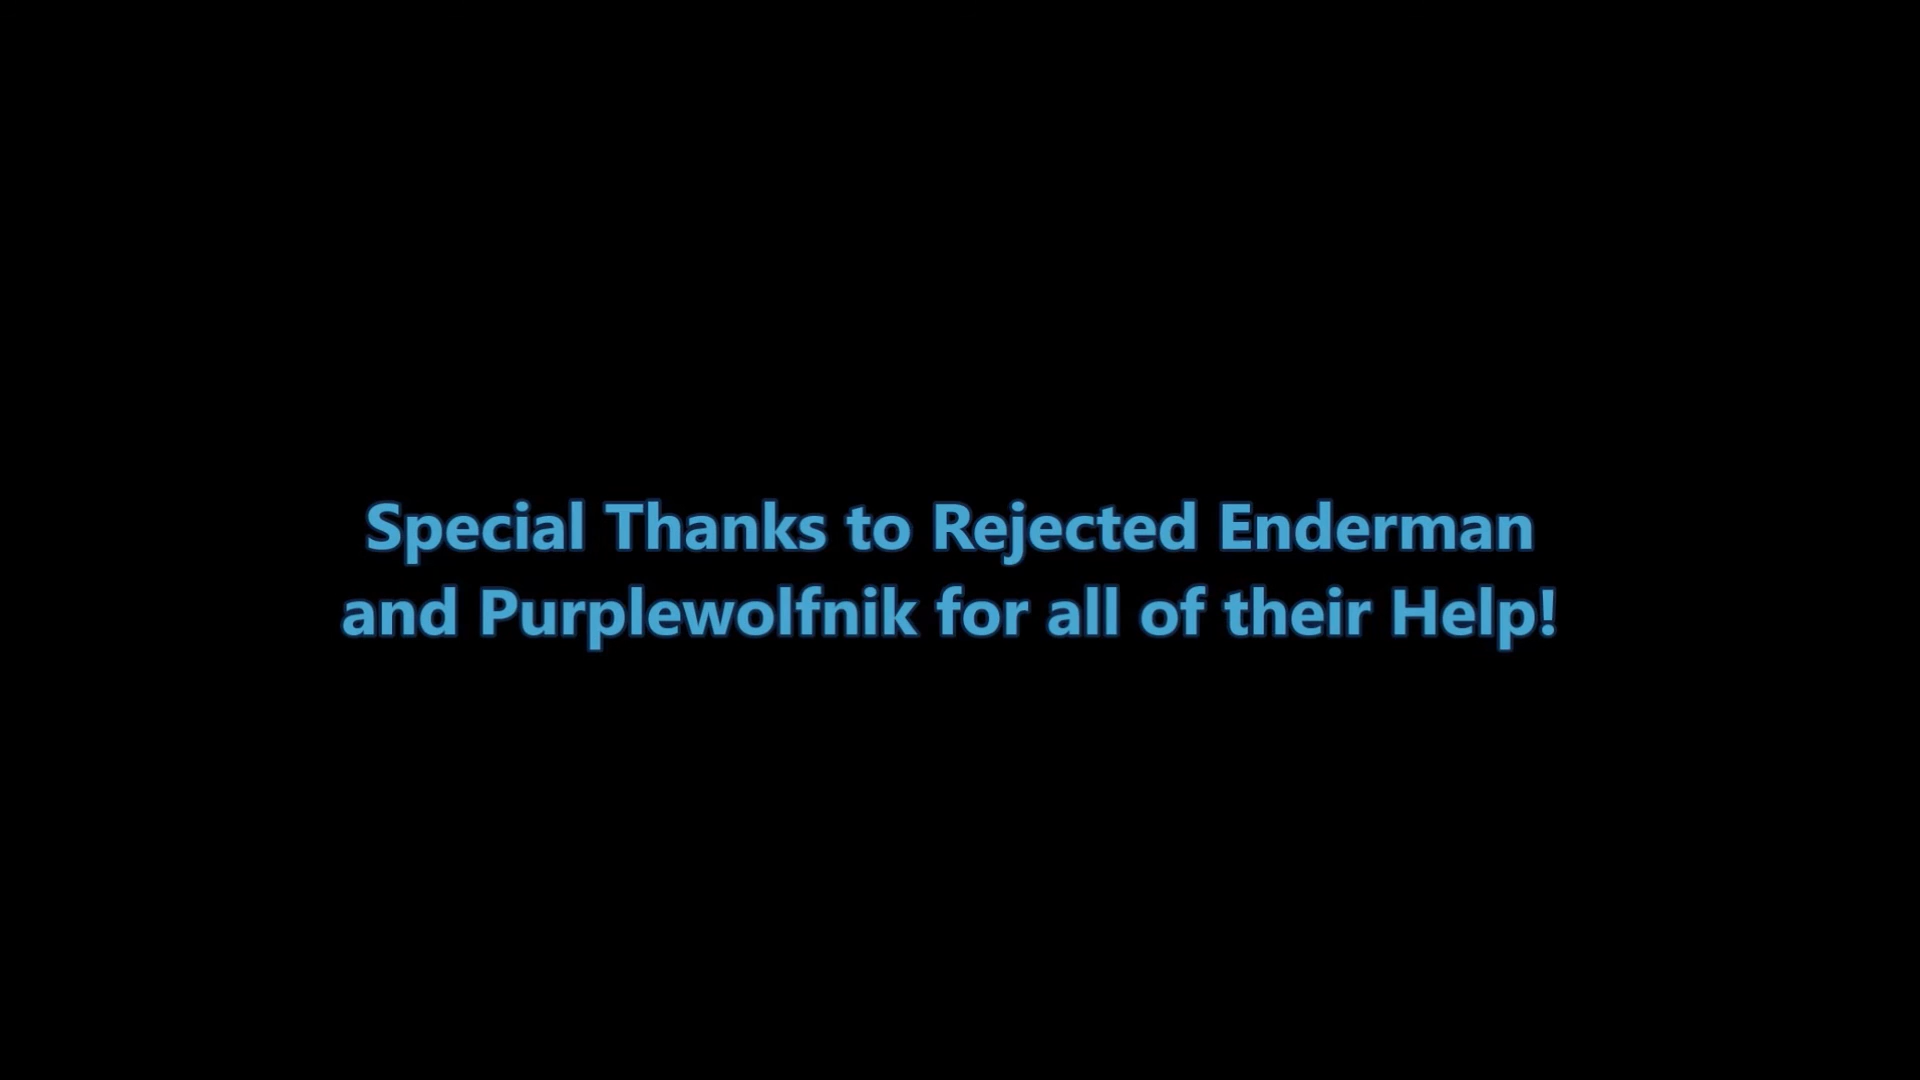 Special Thanks to Rejected Enderman
and Purplewolfnik for all of their Help!